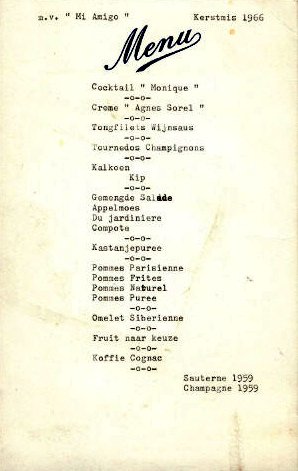 m.v. " Mi Amigo "    Kerstmis 1966
Menu
Cocktail " Monique "
-o-o-
Creme " Agnes Sorel "
-o-o-
Tongfilets Wijnsaus
-o-o-
Tournedos Champignons
-o-o-
Kalkoen
Kip
-o-o-
Gemengde Salade
Appelmoes
Du jardiniere
Compote
-o-o-
Kastanjepuree
-o-o-
Pommes Parisienne
Pommes Frites
Pommes Naturel
Pommes Puree
-o-o-
Omelet Siberienne
-o-o-
Fruit naar keuze
-o-o-
Koffie Cognac
-o-o-
Sauterne 1959
Champagne 1959